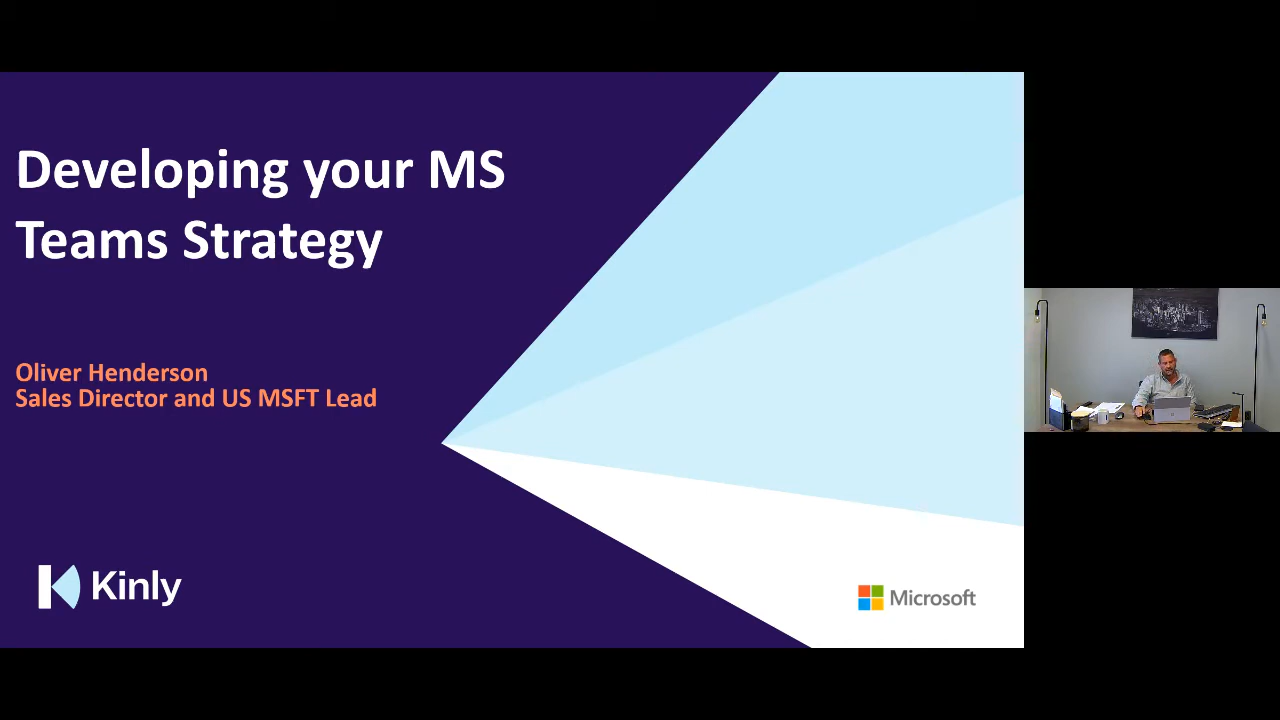 Developing your MS
Teams Strategy
Oliver Henderson
Sales Director and US MSFT Lead
Kinly
Microsoft